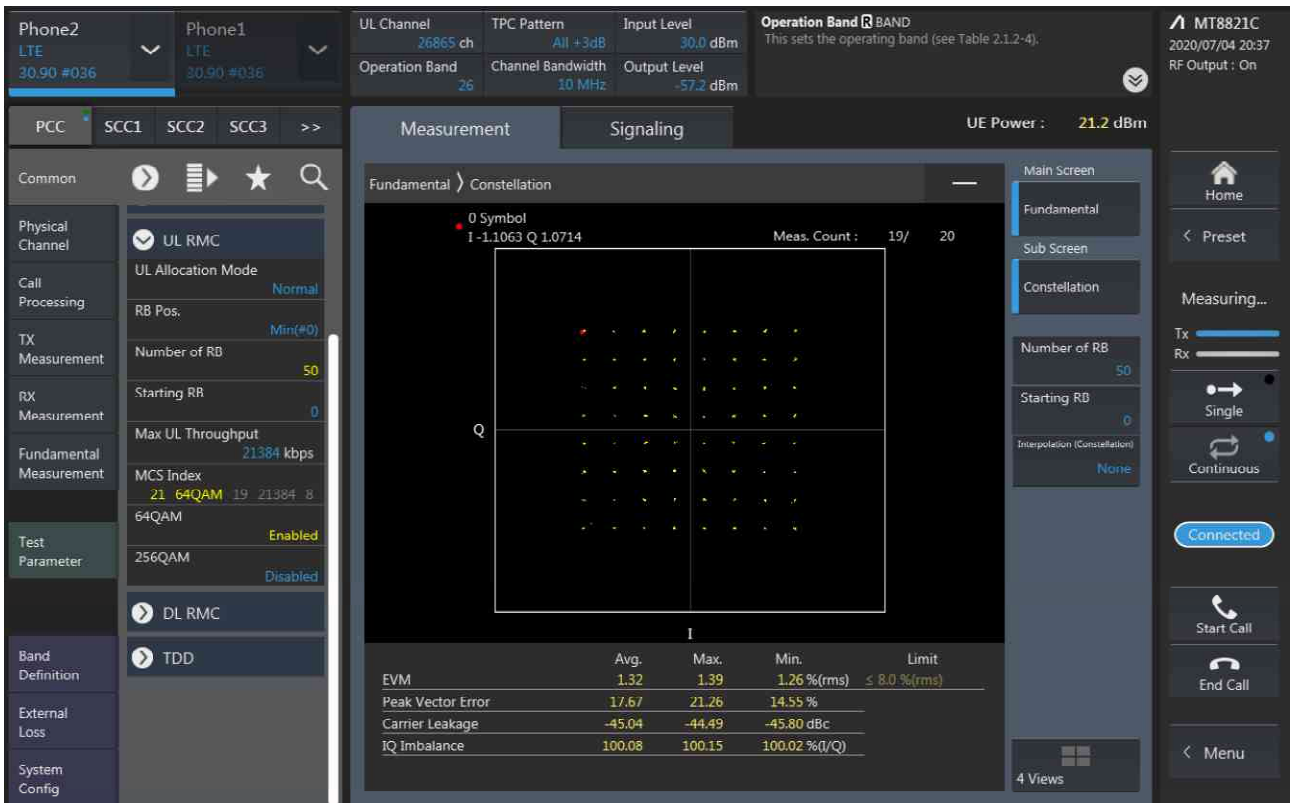 Phone2
LTE
30.90 #036
Phone1
LTE
30.90 #036
UL Channel
26865 ch
TPC Pattern
All +3dB
Input Level
30.0 dBm
Operation Band
26
Channel Bandwidth
10 MHz
Output Level
-57.2 dBm
Operation Band R BAND
This sets the operating band (see Table 2.1.2-4).
MT8821C
2020/07/04 20:37
RF Output : On
PCC SCC1 SCC2 SCC3 >>
Measurement
Signaling
UE Power : 21.2 dBm
Common
Physical
Channel
Call
Processing
TX
Measurement
RX
Measurement
Fundamental
Measurement
Test
Parameter
Band
Definition
External
Loss
System
Config
UL RMC
UL Allocation Mode
Normal
RB Pos.
Min(#0)
Number of RB
50
Starting RB
0
Max UL Throughput
21384 kbps
MCS Index
21 64QAM 19 21384 8
64QAM
Enabled
256QAM
Disabled
DL RMC
TDD
Fundamental > Constellation
0 Symbol
I -1.1063 Q 1.0714
Meas. Count : 19/ 20
Q
I
Avg. Max. Min. Limit
EVM 1.32 1.39 1.26 %(rms) ≤ 8.0 %(rms)
Peak Vector Error 17.67 21.26 14.55 %
Carrier Leakage -45.04 -44.49 -45.80 dBc
IQ Imbalance 100.08 100.15 100.02 %(I/Q)
Main Screen
Fundamental
Sub Screen
Constellation
Number of RB
50
Starting RB
0
Interpolation (Constellation)
None
4 Views
Home
< Preset
Measuring...
Tx
Rx
Single
Continuous
Connected
Start Call
End Call
< Menu